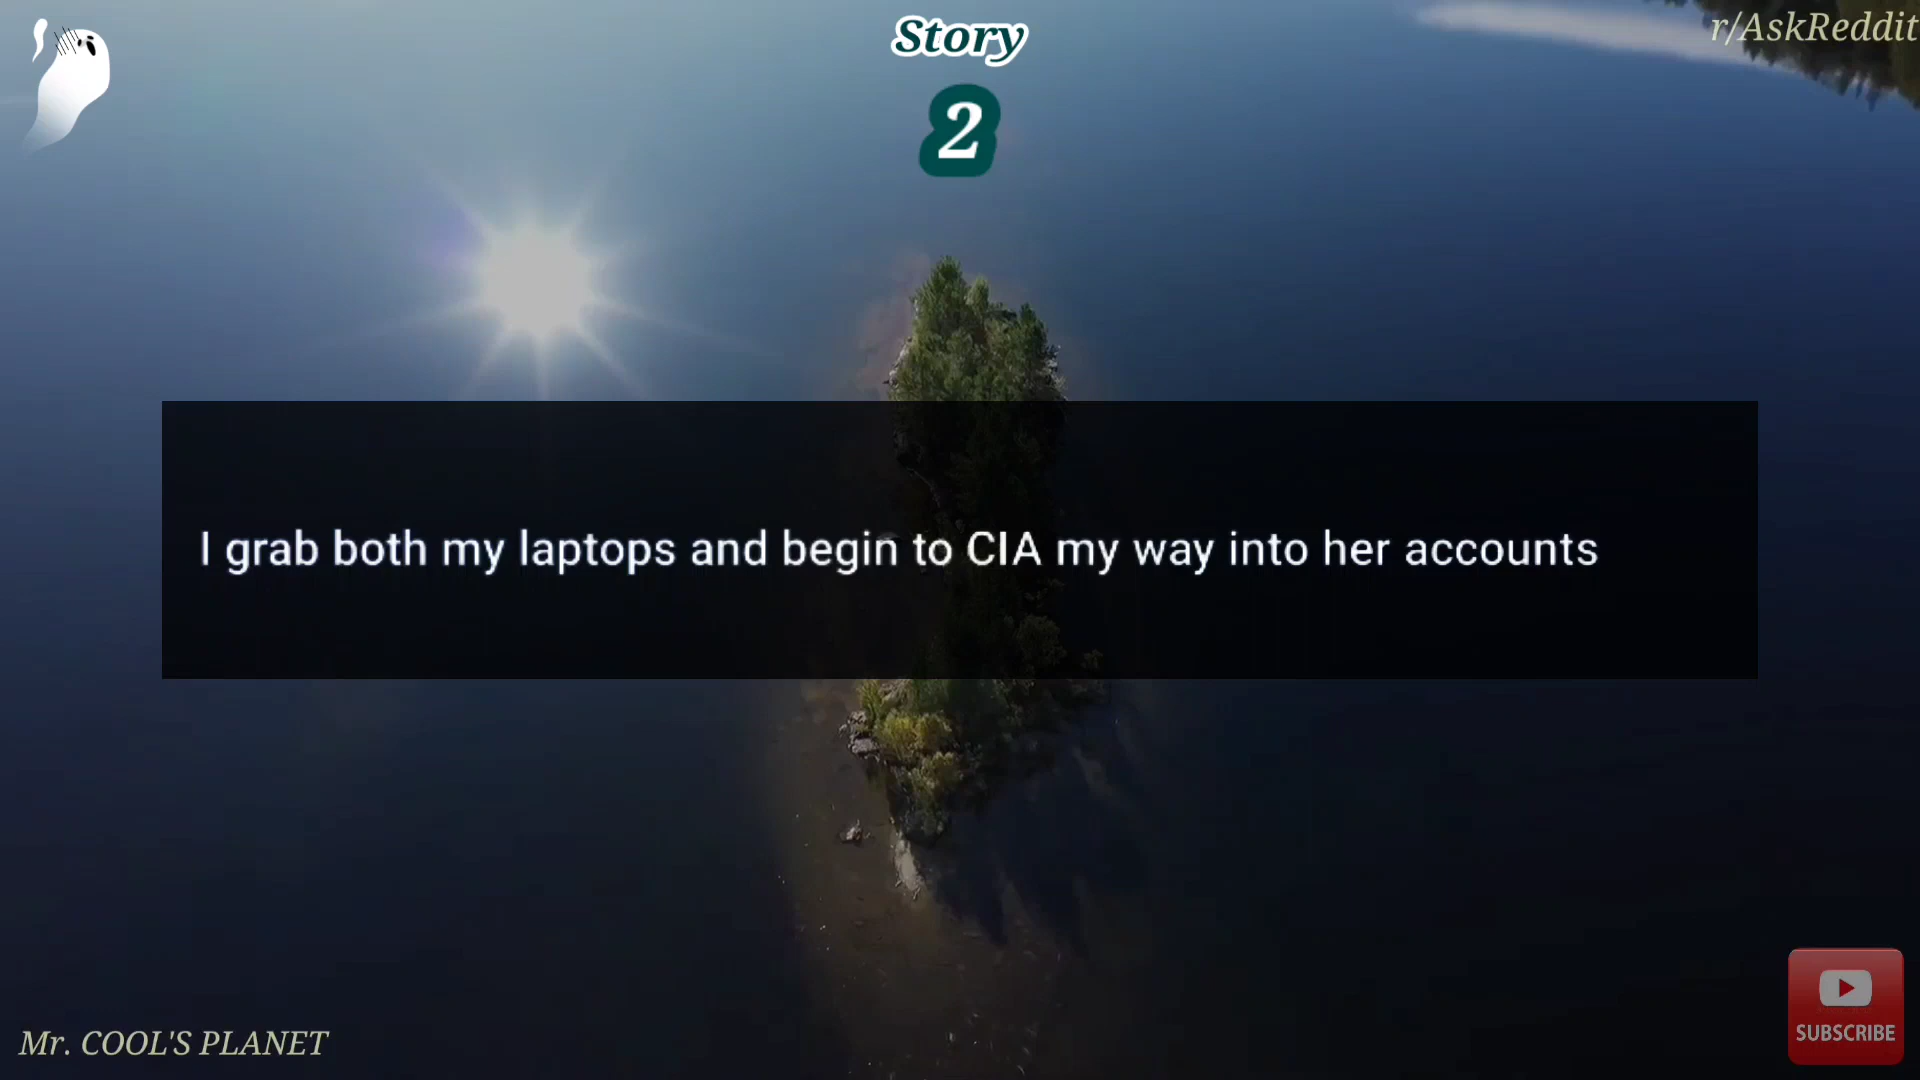 Story
r/AskReddit
2
I grab both my laptops and begin to CIA my way into her accounts
Mr. COOL'S PLANET
SUBSCRIBE